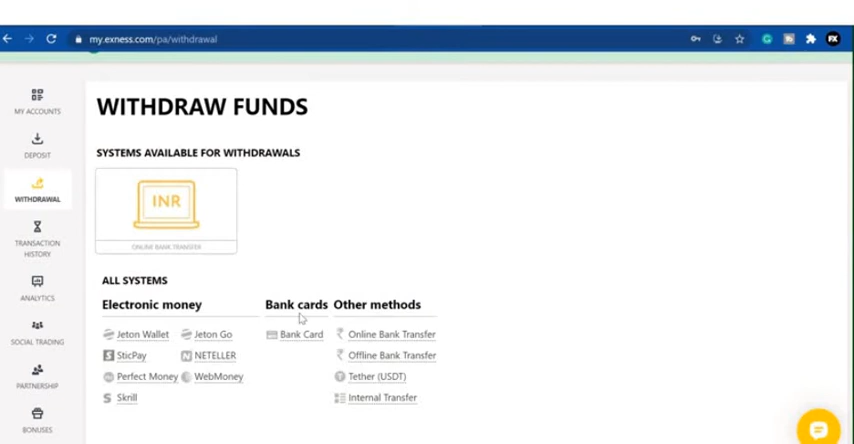 my.exness.com/pa/withdrawal
FX
MY ACCOUNTS
DEPOSIT
WITHDRAWAL
TRANSACTION
HISTORY
ANALYTICS
SOCIAL TRADING
PARTNERSHIP
BONUSES
WITHDRAW FUNDS
SYSTEMS AVAILABLE FOR WITHDRAWALS
INR
ONLINE BANK TRANSFER
ALL SYSTEMS
Electronic money Bank cards Other methods
Jeton Wallet Jeton Go Bank Card Online Bank Transfer
S SticPay N NETELLER Offline Bank Transfer
Perfect Money WebMoney T Tether (USDT)
S Skrill Internal Transfer